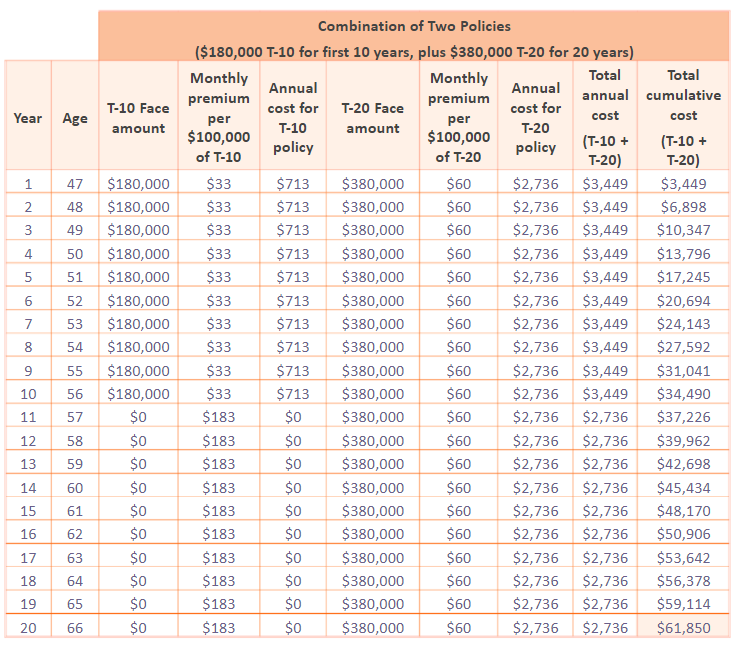 Combination of Two Policies
($180,000 T-10 for first 10 years, plus $380,000 T-20 for 20 years)
Year Age T-10 Face amount Monthly premium per $100,000 of T-10 Annual cost for T-10 policy T-20 Face amount Monthly premium per $100,000 of T-20 Annual cost for T-20 policy Total annual cost (T-10 + T-20) Total cumulative cost (T-10 + T-20)
1 47 $180,000 $33 $713 $380,000 $60 $2,736 $3,449 $3,449
2 48 $180,000 $33 $713 $380,000 $60 $2,736 $3,449 $6,898
3 49 $180,000 $33 $713 $380,000 $60 $2,736 $3,449 $10,347
4 50 $180,000 $33 $713 $380,000 $60 $2,736 $3,449 $13,796
5 51 $180,000 $33 $713 $380,000 $60 $2,736 $3,449 $17,245
6 52 $180,000 $33 $713 $380,000 $60 $2,736 $3,449 $20,694
7 53 $180,000 $33 $713 $380,000 $60 $2,736 $3,449 $24,143
8 54 $180,000 $33 $713 $380,000 $60 $2,736 $3,449 $27,592
9 55 $180,000 $33 $713 $380,000 $60 $2,736 $3,449 $31,041
10 56 $180,000 $33 $713 $380,000 $60 $2,736 $3,449 $34,490
11 57 $0 $183 $0 $380,000 $60 $2,736 $2,736 $37,226
12 58 $0 $183 $0 $380,000 $60 $2,736 $2,736 $39,962
13 59 $0 $183 $0 $380,000 $60 $2,736 $2,736 $42,698
14 60 $0 $183 $0 $380,000 $60 $2,736 $2,736 $45,434
15 61 $0 $183 $0 $380,000 $60 $2,736 $2,736 $48,170
16 62 $0 $183 $0 $380,000 $60 $2,736 $2,736 $50,906
17 63 $0 $183 $0 $380,000 $60 $2,736 $2,736 $53,642
18 64 $0 $183 $0 $380,000 $60 $2,736 $2,736 $56,378
19 65 $0 $183 $0 $380,000 $60 $2,736 $2,736 $59,114
20 66 $0 $183 $0 $380,000 $60 $2,736 $2,736 $61,850